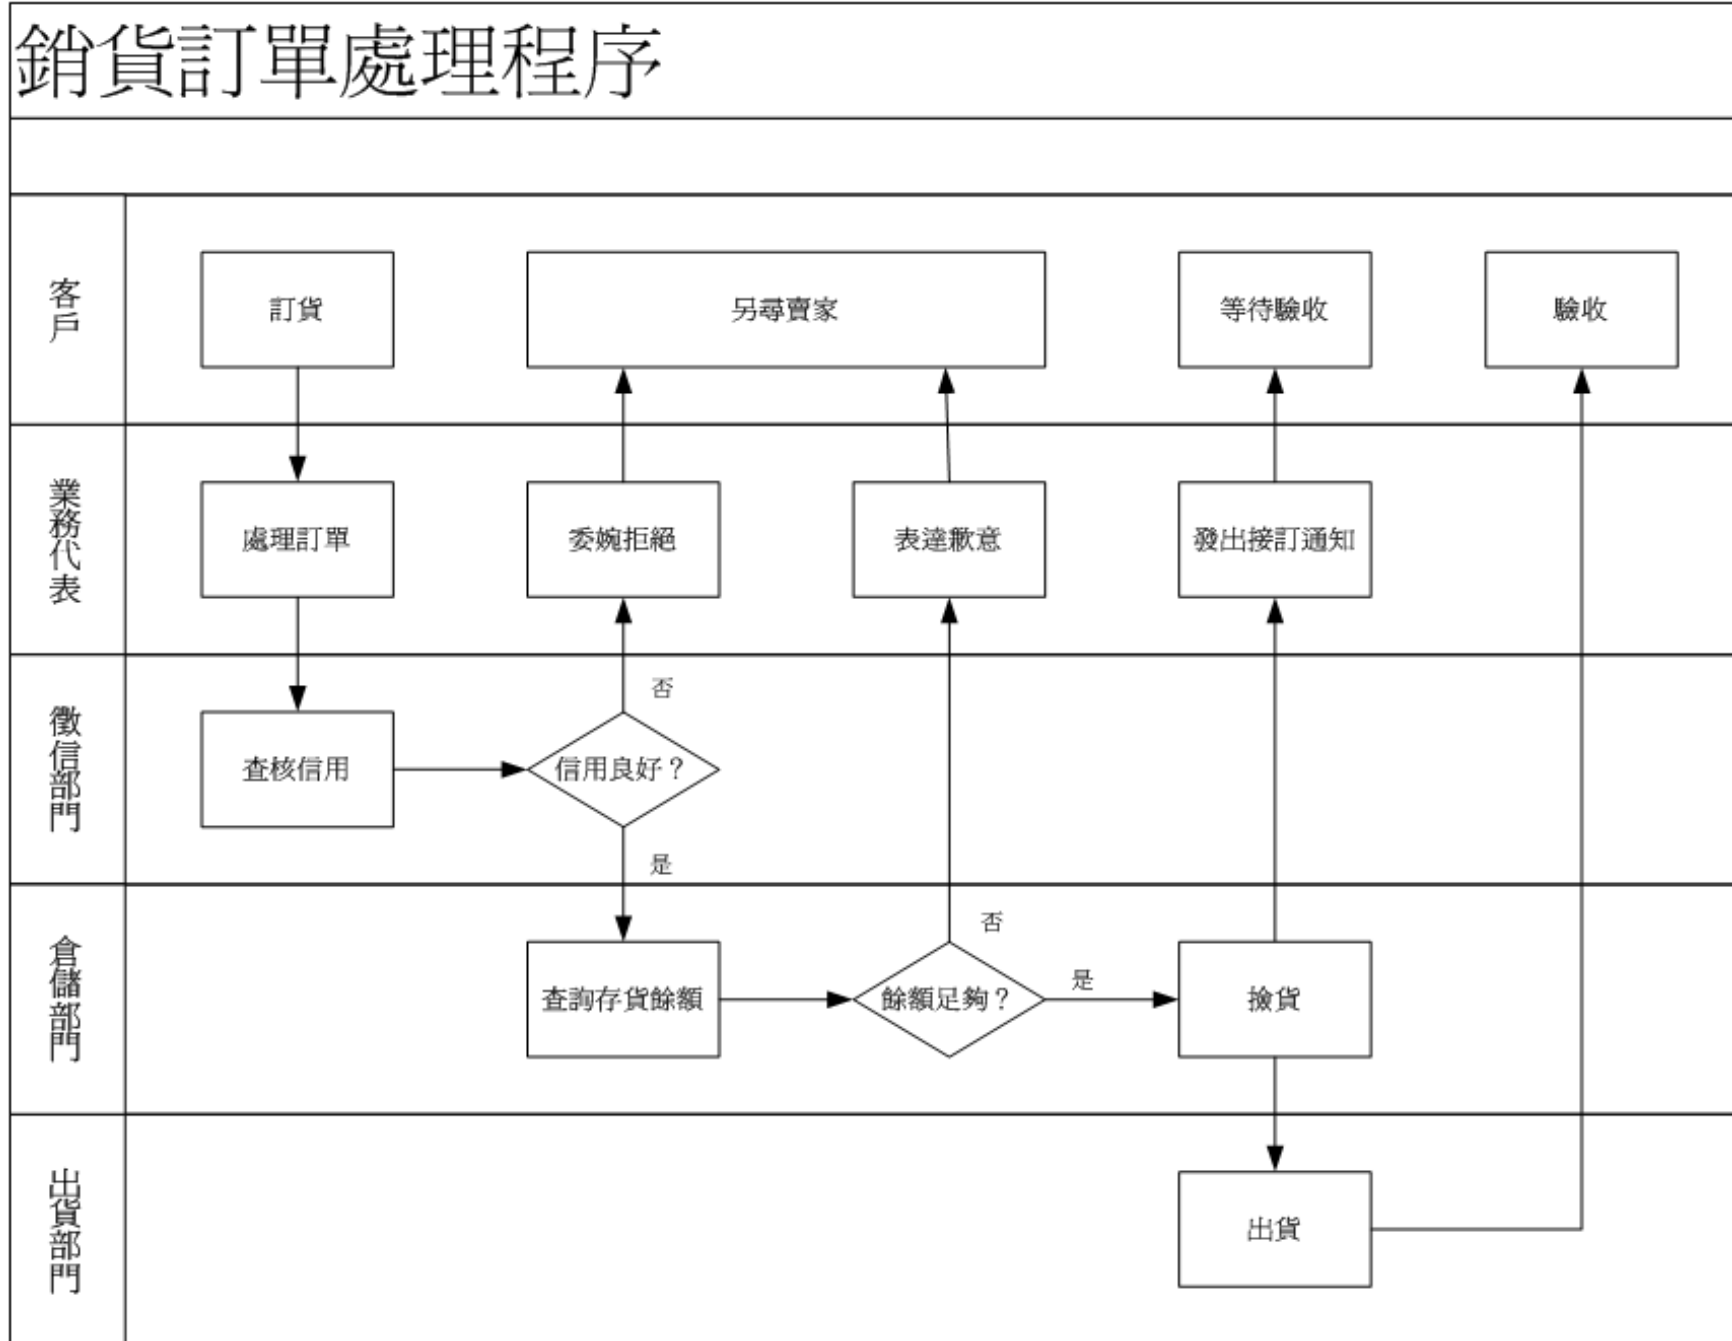 銷貨訂單處理程序
客戶
訂貨
另尋賣家
等待驗收
驗收
業務代表
處理訂單
委婉拒絕
表達歉意
發出接訂通知
徵信部門
查核信用
信用良好？
否
是
倉儲部門
查詢存貨餘額
餘額足夠？
否
是
撿貨
出貨部門
出貨